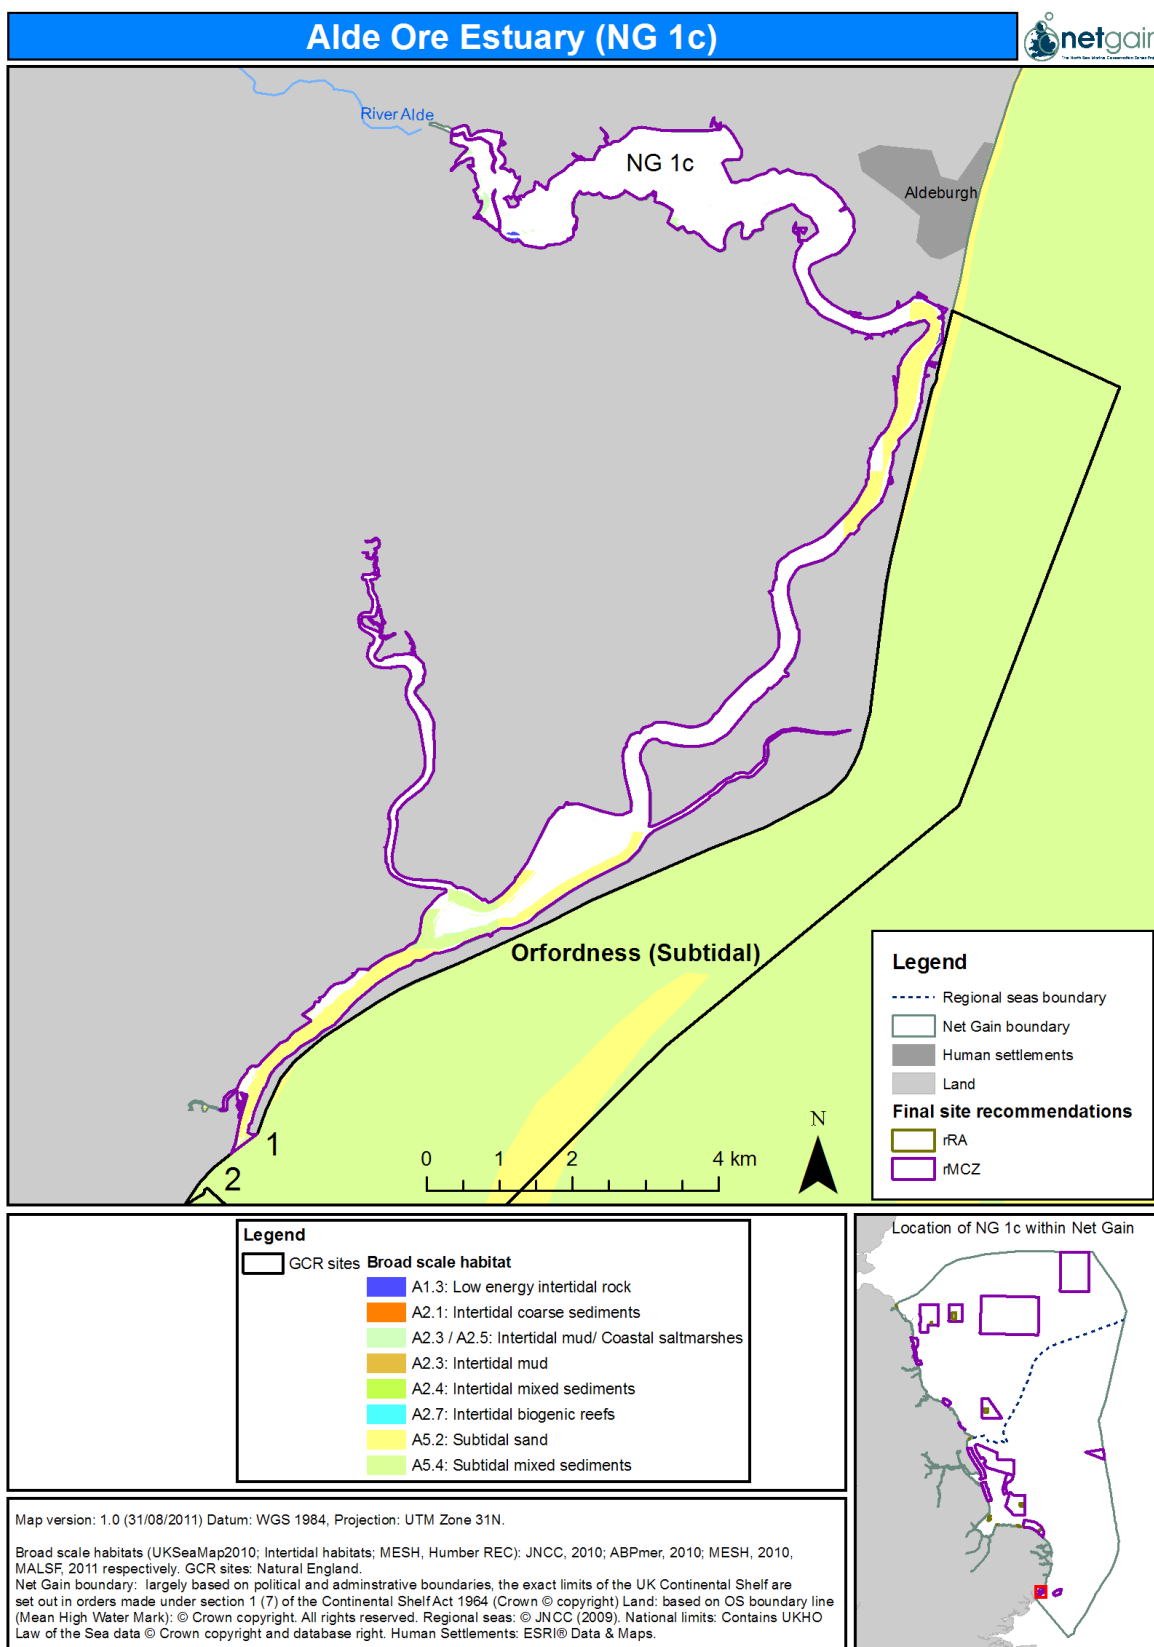 Alde Ore Estuary (NG 1c)
netgain
River Alde
NG 1c
Aldeburgh
Orfordness (Subtidal)
Legend
Regional seas boundary
Net Gain boundary
Human settlements
Land
Final site recommendations
rRA
rMCZ
N
0 1 2 4 km
1
2
Legend
GCR sites
Broad scale habitat
A1.3: Low energy intertidal rock
A2.1: Intertidal coarse sediments
A2.3 / A2.5: Intertidal mud/ Coastal saltmarshes
A2.3: Intertidal mud
A2.4: Intertidal mixed sediments
A2.7: Intertidal biogenic reefs
A5.2: Subtidal sand
A5.4: Subtidal mixed sediments
Location of NG 1c within Net Gain
Map version: 1.0 (31/08/2011) Datum: WGS 1984, Projection: UTM Zone 31N.
Broad scale habitats (UKSeaMap2010; Intertidal habitats; MESH, Humber REC): JNCC, 2010; ABPmer, 2010; MESH, 2010,
MALSF, 2011 respectively. GCR sites: Natural England.
Net Gain boundary: largely based on political and adminstrative boundaries, the exact limits of the UK Continental Shelf are
set out in orders made under section 1 (7) of the Continental Shelf Act 1964 (Crown © copyright) Land: based on OS boundary line
(Mean High Water Mark): © Crown copyright. All rights reserved. Regional seas: © JNCC (2009). National limits: Contains UKHO
Law of the Sea data © Crown copyright and database right. Human Settlements: ESRI® Data & Maps.